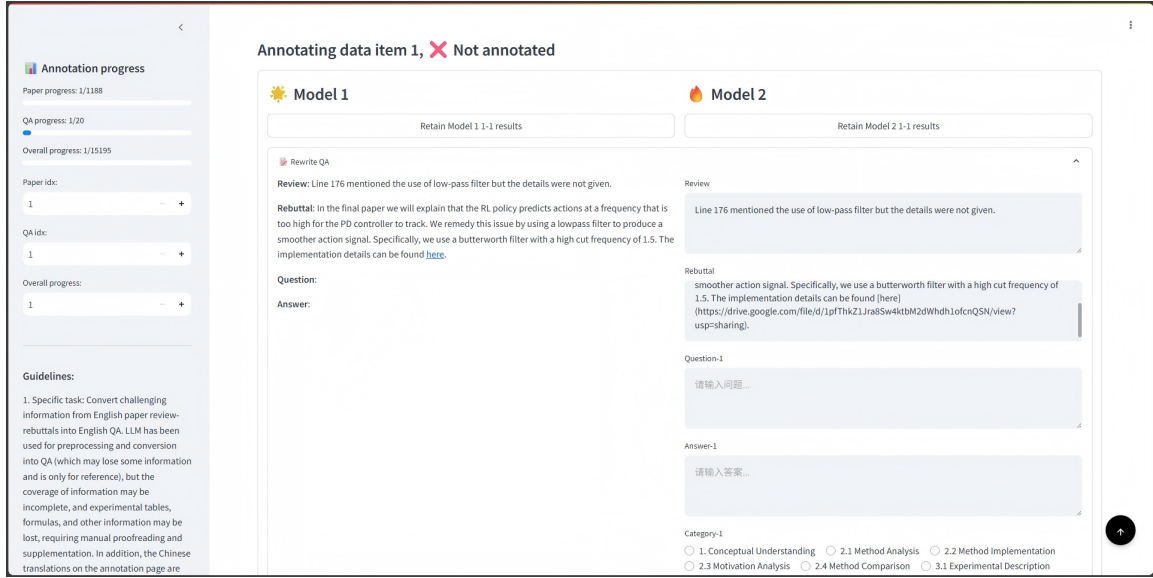 Annotation progress
Paper progress: 1/1188
QA progress: 1/20
Overall progress: 1/15195
Paper idx:
1
QA idx:
1
Overall progress:
1
Guidelines:
1. Specific task: Convert challenging
information from English paper review-
rebuttals into English QA. LLM has been
used for preprocessing and conversion
into QA (which may lose some information
and is only for reference), but the
coverage of information may be
incomplete, and experimental tables,
formulas, and other information may be
lost, requiring manual proofreading and
supplementation. In addition, the Chinese
translations on the annotation page are
Annotating data item 1, ❌ Not annotated
Model 1
Retain Model 1 1-1 results
Model 2
Retain Model 2 1-1 results
Rewrite QA
Review: Line 176 mentioned the use of low-pass filter but the details were not given.
Rebuttal: In the final paper we will explain that the RL policy predicts actions at a frequency that is
too high for the PD controller to track. We remedy this issue by using a lowpass filter to produce a
smoother action signal. Specifically, we use a butterworth filter with a high cut frequency of 1.5. The
implementation details can be found here.
Question:
Answer:
Review
Line 176 mentioned the use of low-pass filter but the details were not given.
Rebuttal
smoother action signal. Specifically, we use a butterworth filter with a high cut frequency of
1.5. The implementation details can be found [here]
(https://drive.google.com/file/d/1pfThkZ1Jra8Sw4ktbM2dWhdh1ofcnQSN/view?
usp=sharing).
Question-1
请输入问题...
Answer-1
请输入答案...
Category-1
1. Conceptual Understanding 2.1 Method Analysis 2.2 Method Implementation
2.3 Motivation Analysis 2.4 Method Comparison 3.1 Experimental Description